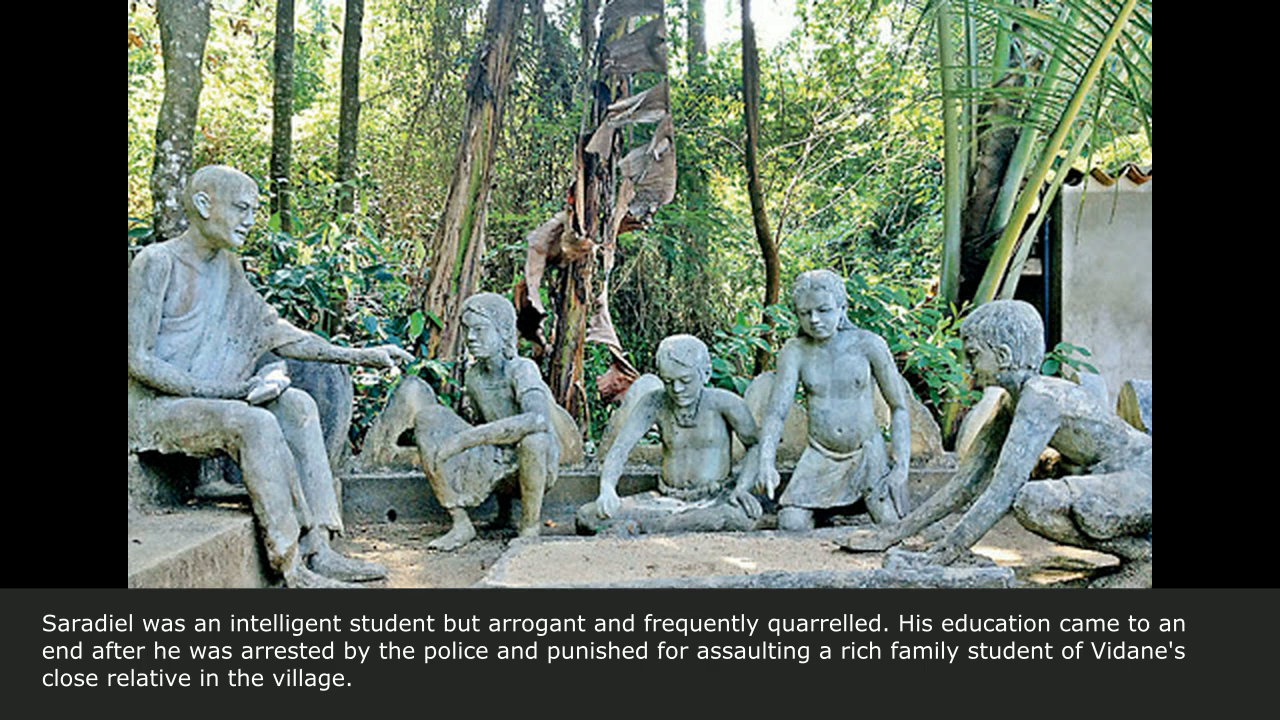 Saradiel was an intelligent student but arrogant and frequently quarrelled. His education came to an
end after he was arrested by the police and punished for assaulting a rich family student of Vidane's
close relative in the village.